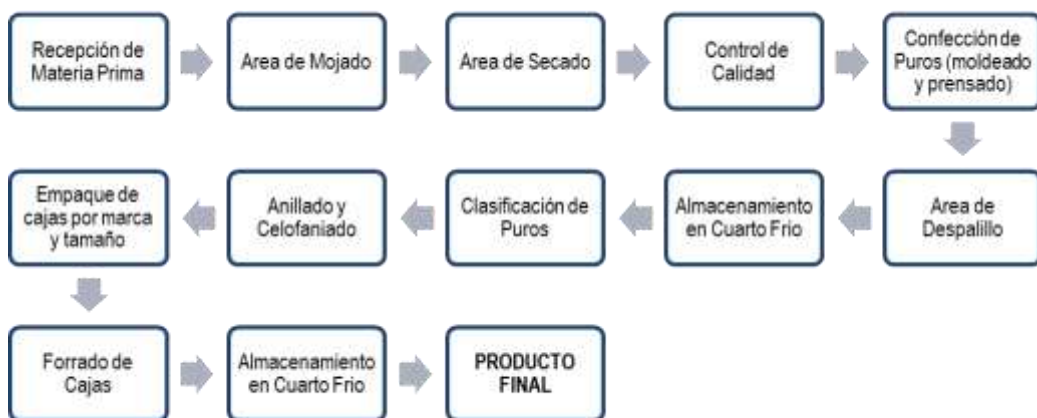 Recepción de
Materia Prima
Area de Mojado
Area de Secado
Control de
Calidad
Confección de
Puros (moldeado
y prensado)
Empaque de
cajas por marca
y tamaño
Anillado y
Celofaniado
Clasificación de
Puros
Almacenamiento
en Cuarto Frio
Area de
Despalillo
Forrado de
Cajas
Almacenamiento
en Cuarto Frio
PRODUCTO
FINAL